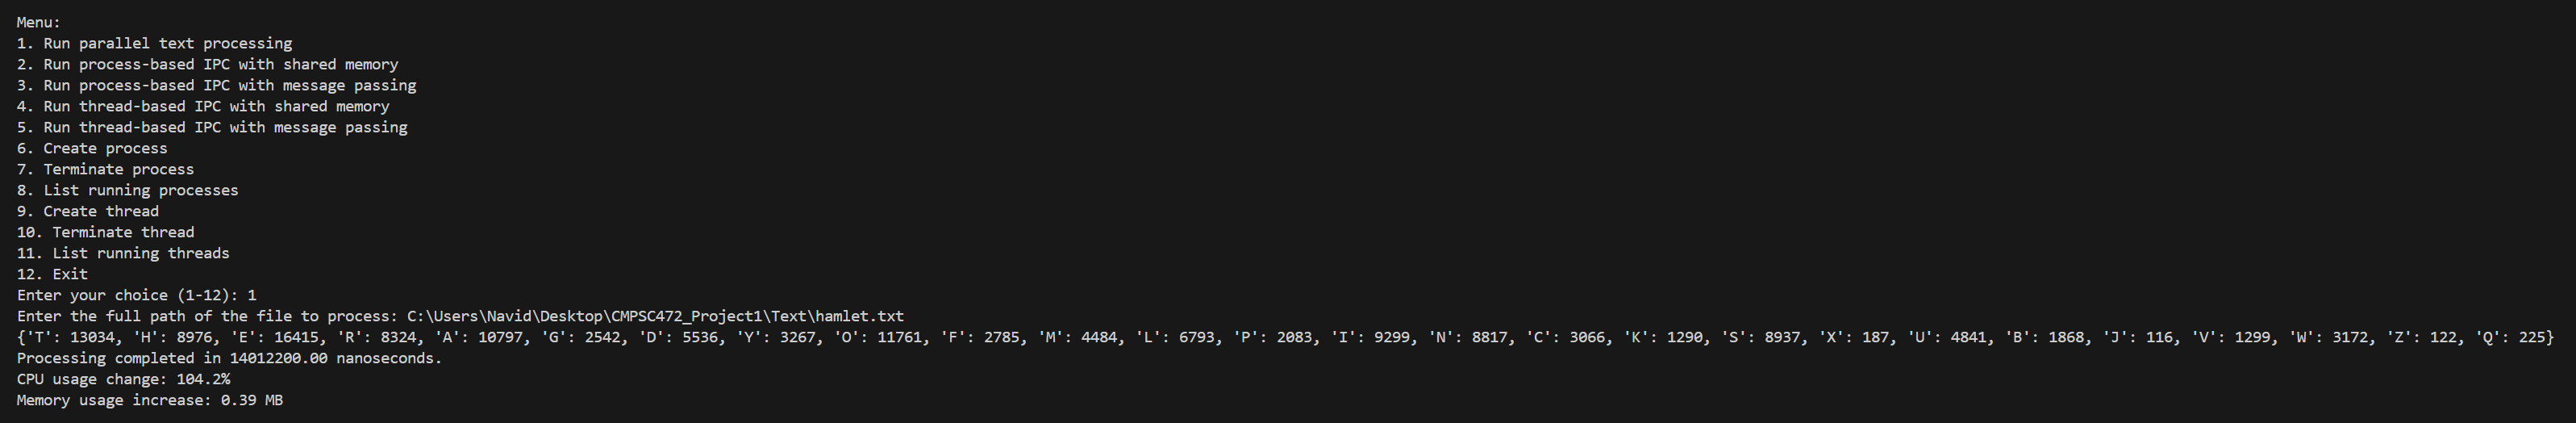 Menu:
1. Run parallel text processing
2. Run process-based IPC with shared memory
3. Run process-based IPC with message passing
4. Run thread-based IPC with shared memory
5. Run thread-based IPC with message passing
6. Create process
7. Terminate process
8. List running processes
9. Create thread
10. Terminate thread
11. List running threads
12. Exit
Enter your choice (1-12): 1
Enter the full path of the file to process: C:\Users\Navid\Desktop\CMPSC472_Project1\Text\hamlet.txt
{'T': 13034, 'H': 8976, 'E': 16415, 'R': 8324, 'A': 10797, 'G': 2542, 'D': 5536, 'Y': 3267, 'O': 11761, 'F': 2785, 'M': 4484, 'L': 6793, 'P': 2083, 'I': 9299, 'N': 8817, 'C': 3066, 'K': 1290, 'S': 8937, 'X': 187, 'U': 4841, 'B': 1868, 'J': 116, 'V': 1299, 'W': 3172, 'Z': 122, 'Q': 225}
Processing completed in 14012200.00 nanoseconds.
CPU usage change: 104.2%
Memory usage increase: 0.39 MB